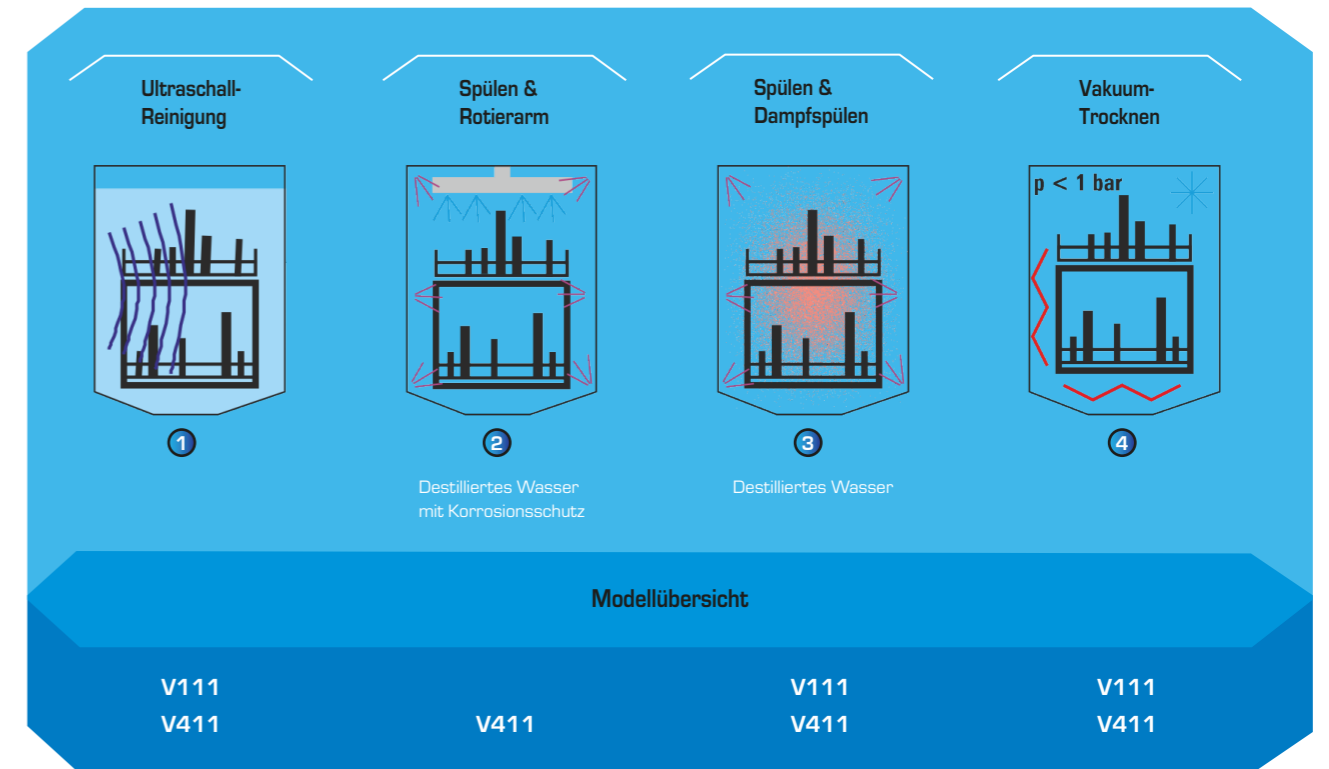 Ultraschall-
Reinigung
Spülen &
Rotierarm
Spülen &
Dampfspülen
Vakuum-
Trocknen
p < 1 bar
1
2
3
4
Destilliertes Wasser
mit Korrosionsschutz
Destilliertes Wasser
Modellübersicht
V111
V111
V111
V411
V411
V411
V411